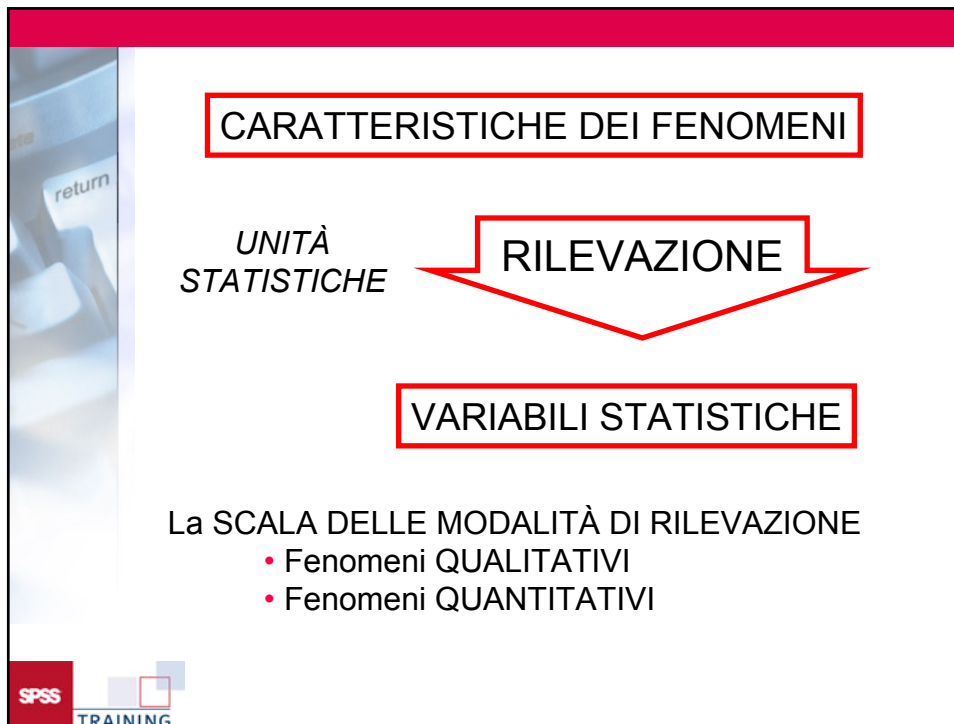 CARATTERISTICHE DEI FENOMENI
return
UNITÀ
STATISTICHE
RILEVAZIONE
VARIABILI STATISTICHE
La SCALA DELLE MODALITÀ DI RILEVAZIONE
• Fenomeni QUALITATIVI
• Fenomeni QUANTITATIVI
SPSS
TRAINING